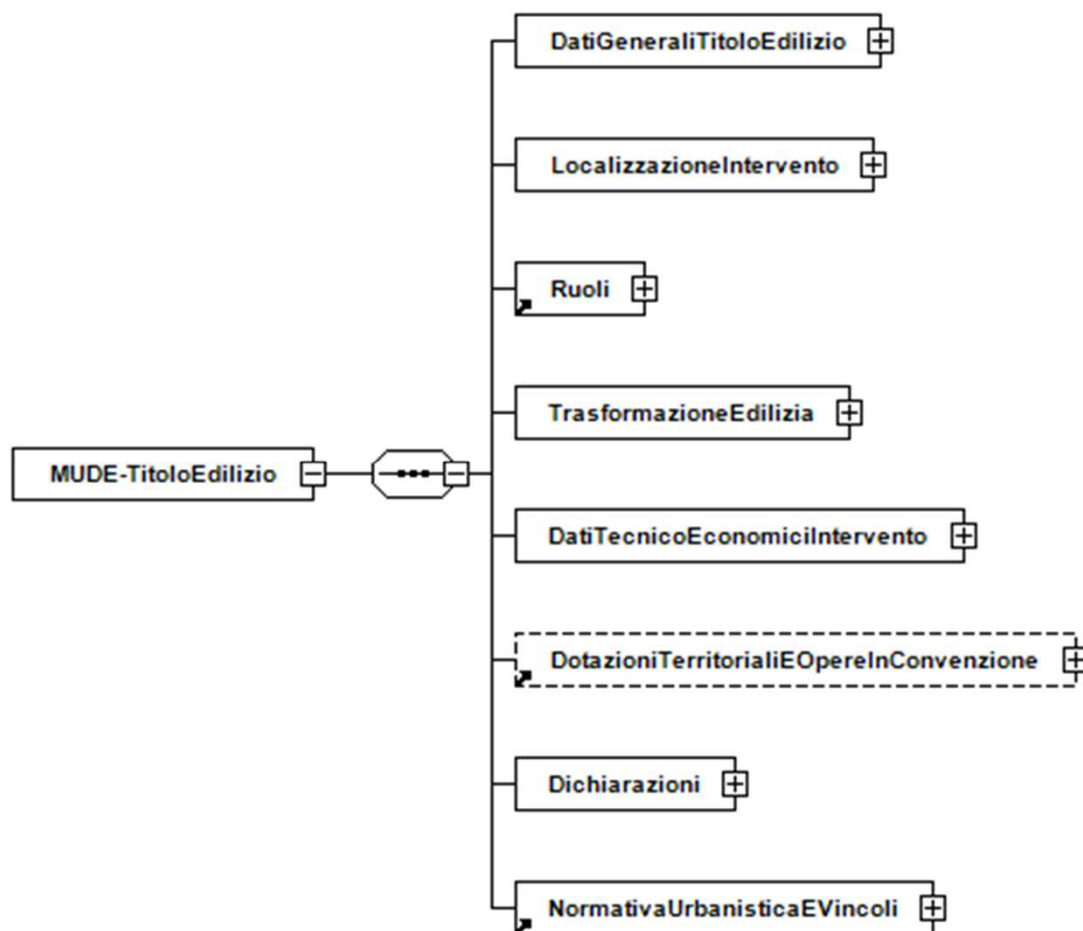 DatiGeneraliTitoloEdilizio
LocalizzazioneIntervento
Ruoli
TrasformazioneEdilizia
MUDE-TitoloEdilizio
DatiTecnicoEconomiciIntervento
DotazioniTerritorialiEOpereInConvenzione
Dichiarazioni
NormativaUrbanisticaEVincoli